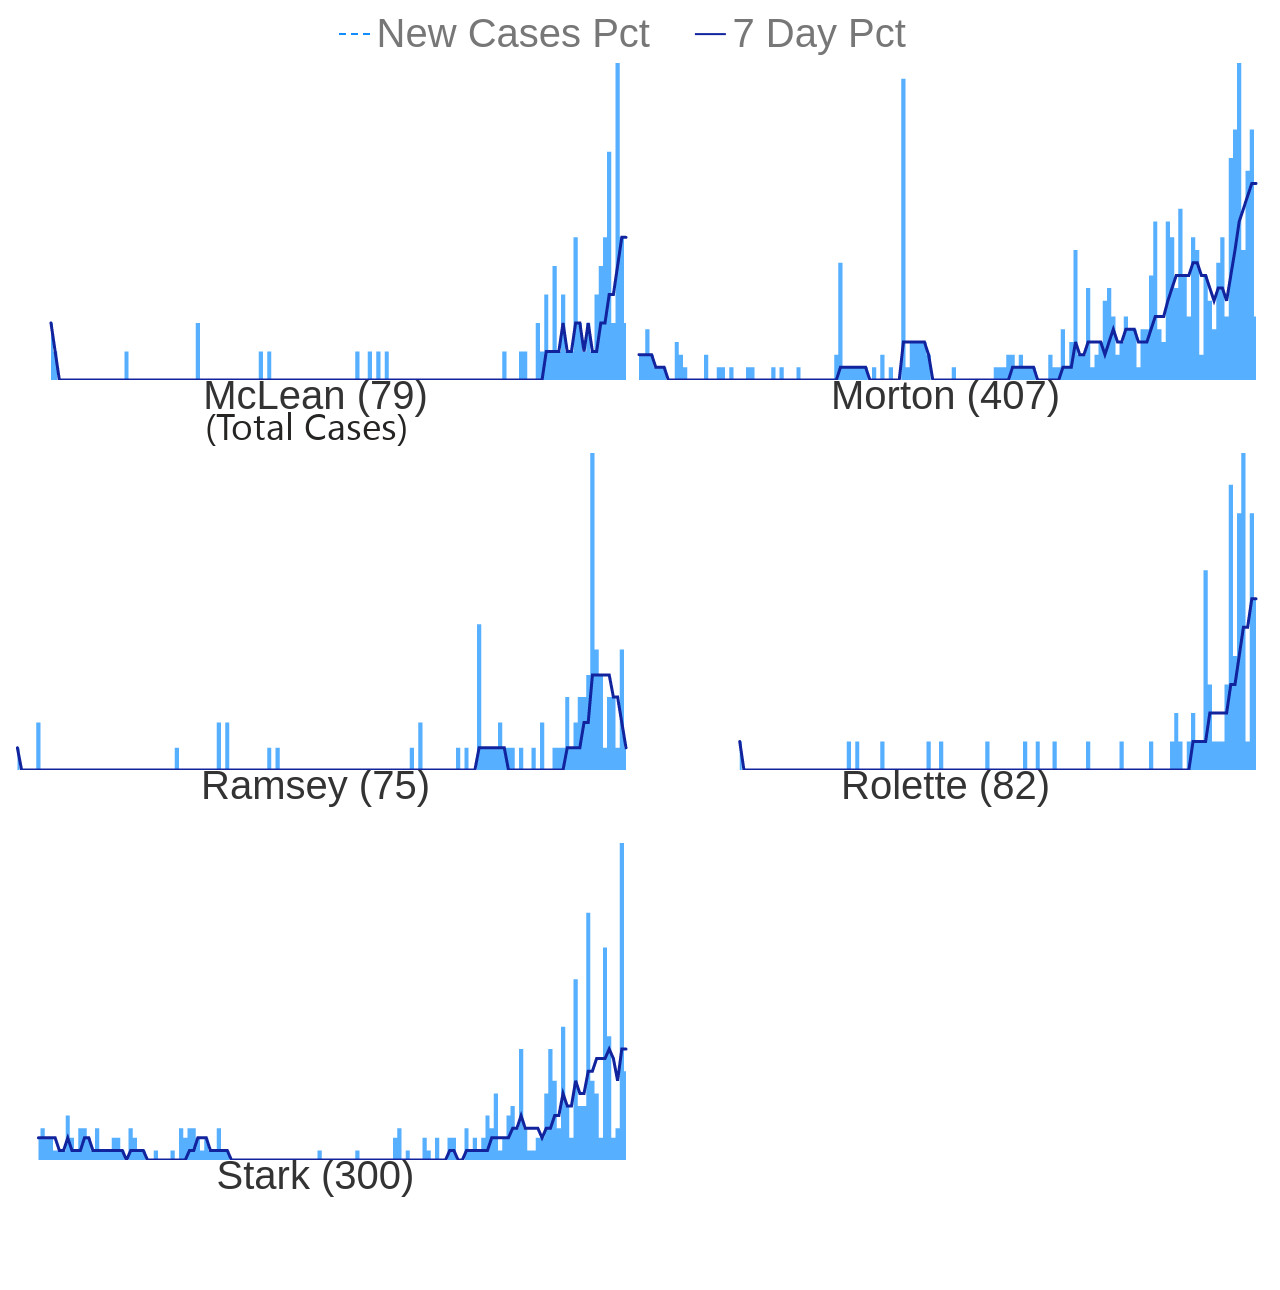 New Cases Pct 7 Day Pct
McLean (79)
(Total Cases)
Morton (407)
Ramsey (75)
Rolette (82)
Stark (300)